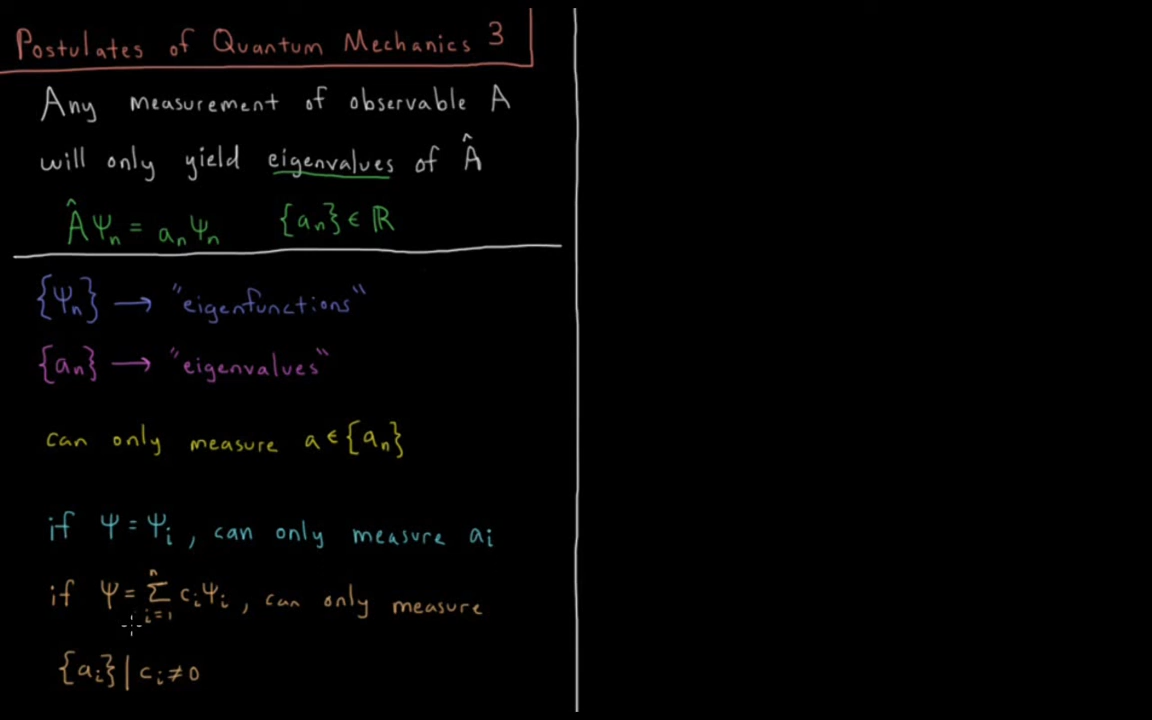 Postulates of Quantum Mechanics 3
Any measurement of observable A
will only yield eigenvalues of Â
ÂΨₙ = aₙΨₙ {aₙ} ∈ ℝ
{Ψₙ} → "eigenfunctions"
{aₙ} → "eigenvalues"
can only measure a ∈ {aₙ}
if Ψ = Ψᵢ , can only measure aᵢ
if Ψ = ∑ⁿᵢ₌₁ cᵢΨᵢ , can only measure
{aᵢ} | cᵢ ≠ 0